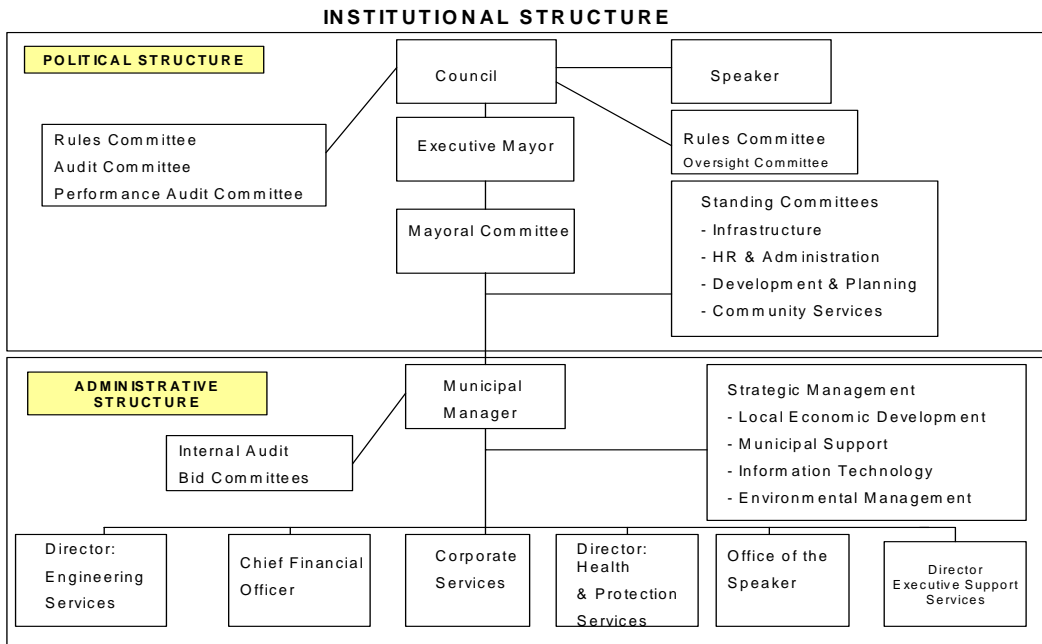 INSTITUTIONAL STRUCTURE
POLITICAL STRUCTURE
Council
Speaker
Rules Committee
Audit Committee
Performance Audit Committee
Executive Mayor
Rules Committee
Oversight Committee
Mayoral Committee
Standing Committees
- Infrastructure
- HR & Administration
- Development & Planning
- Community Services
ADMINISTRATIVE
STRUCTURE
Municipal
Manager
Internal Audit
Bid Committees
Strategic Management
- Local Economic Development
- Municipal Support
- Information Technology
- Environmental Management
Director:
Engineering
Services
Chief Financial
Officer
Corporate
Services
Director:
Health
& Protection
Services
Office of the
Speaker
Director
Executive Support
Services